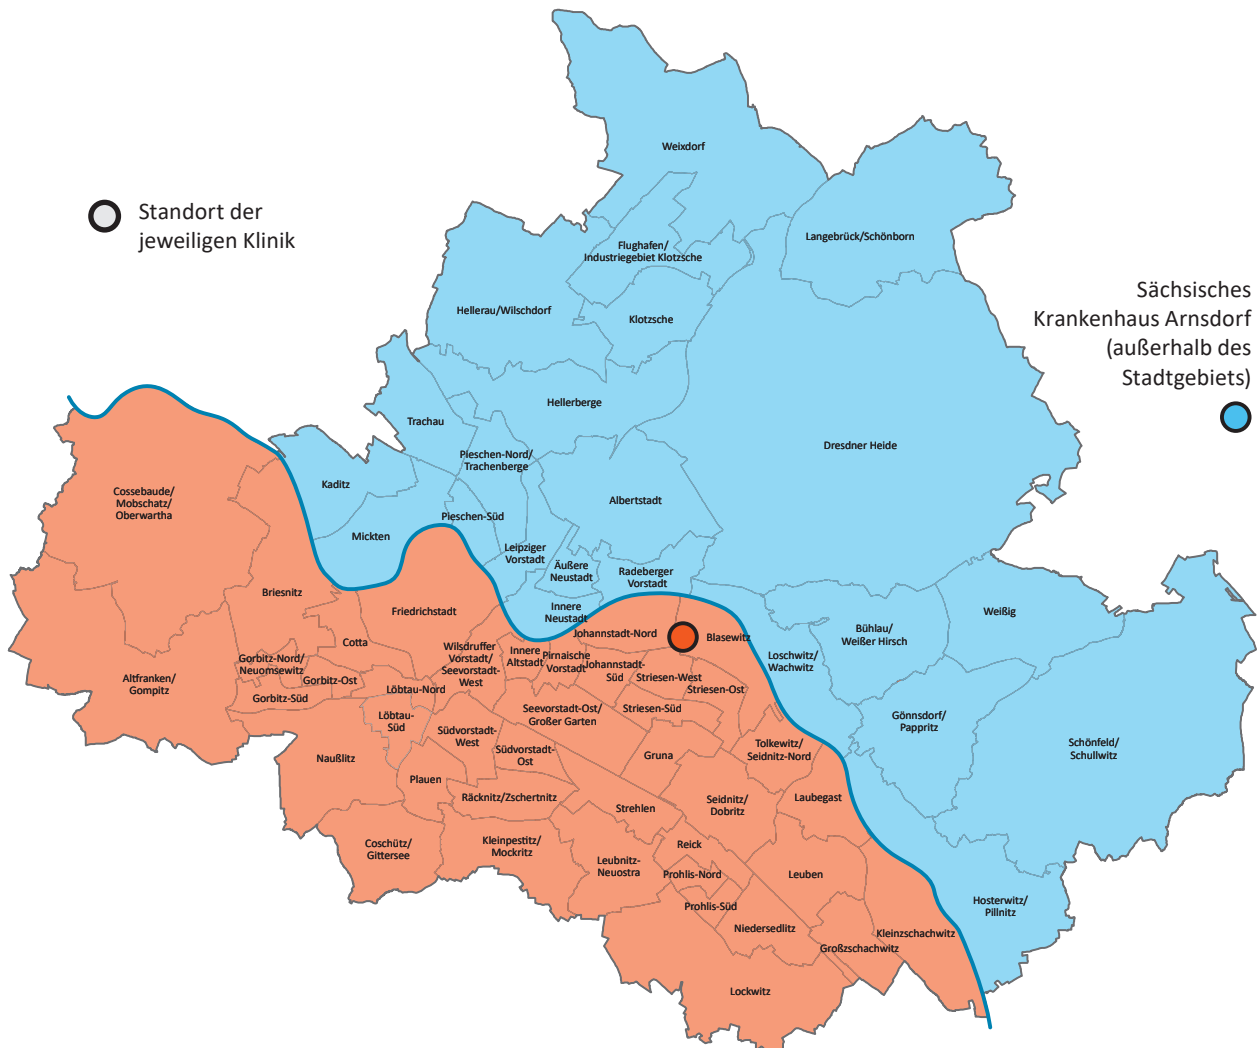 Weixdorf
Standort der
jeweiligen Klinik
Langebrück/Schönborn
Flughafen/
Industriegebiet Klotzsche
Sächsisches
Krankenhaus Arnsdorf
(außerhalb des
Stadtgebiets)
Hellerau/Wilschdorf
Klotzsche
Hellerberge
Trachau
Dresdner Heide
Pieschen-Nord/
Trachenberge
Kaditz
Cossebaude/
Mobschatz/
Oberwartha
Albertstadt
Pieschen-Süd
Mickten
Leipziger
Vorstadt
Äußere
Neustadt
Radeberger
Vorstadt
Briesnitz
Friedrichstadt
Innere
Neustadt
Weißig
Bühlau/
Weißer Hirsch
Johannstadt-Nord
Blasewitz
Cotta
Wilsdruffer
Vorstadt/
Seevorstadt-
West
Innere
Altstadt
Pirnaische
Vorstadt
Johannstadt-
Süd
Loschwitz/
Wachwitz
Gorbitz-Nord/
Neuomsewitz
Gorbitz-Ost
Altfranken/
Gompitz
Striesen-West
Striesen-Ost
Löbtau-Nord
Gorbitz-Süd
Seevorstadt-Ost/
Großer Garten
Striesen-Süd
Löbtau-
Süd
Gönnsdorf/
Pappritz
Südvorstadt-
West
Südvorstadt-
Ost
Tolkewitz/
Seidnitz-Nord
Schönfeld/
Schullwitz
Naußlitz
Gruna
Plauen
Räcknitz/Zschertnitz
Seidnitz/
Dobritz
Laubegast
Strehlen
Coschütz/
Gittersee
Kleinpestitz/
Mockritz
Reick
Leubnitz-
Neuostra
Prohlis-Nord
Leuben
Prohlis-Süd
Hosterwitz/
Pillnitz
Niedersedlitz
Kleinzschachwitz
Großzschachwitz
Lockwitz